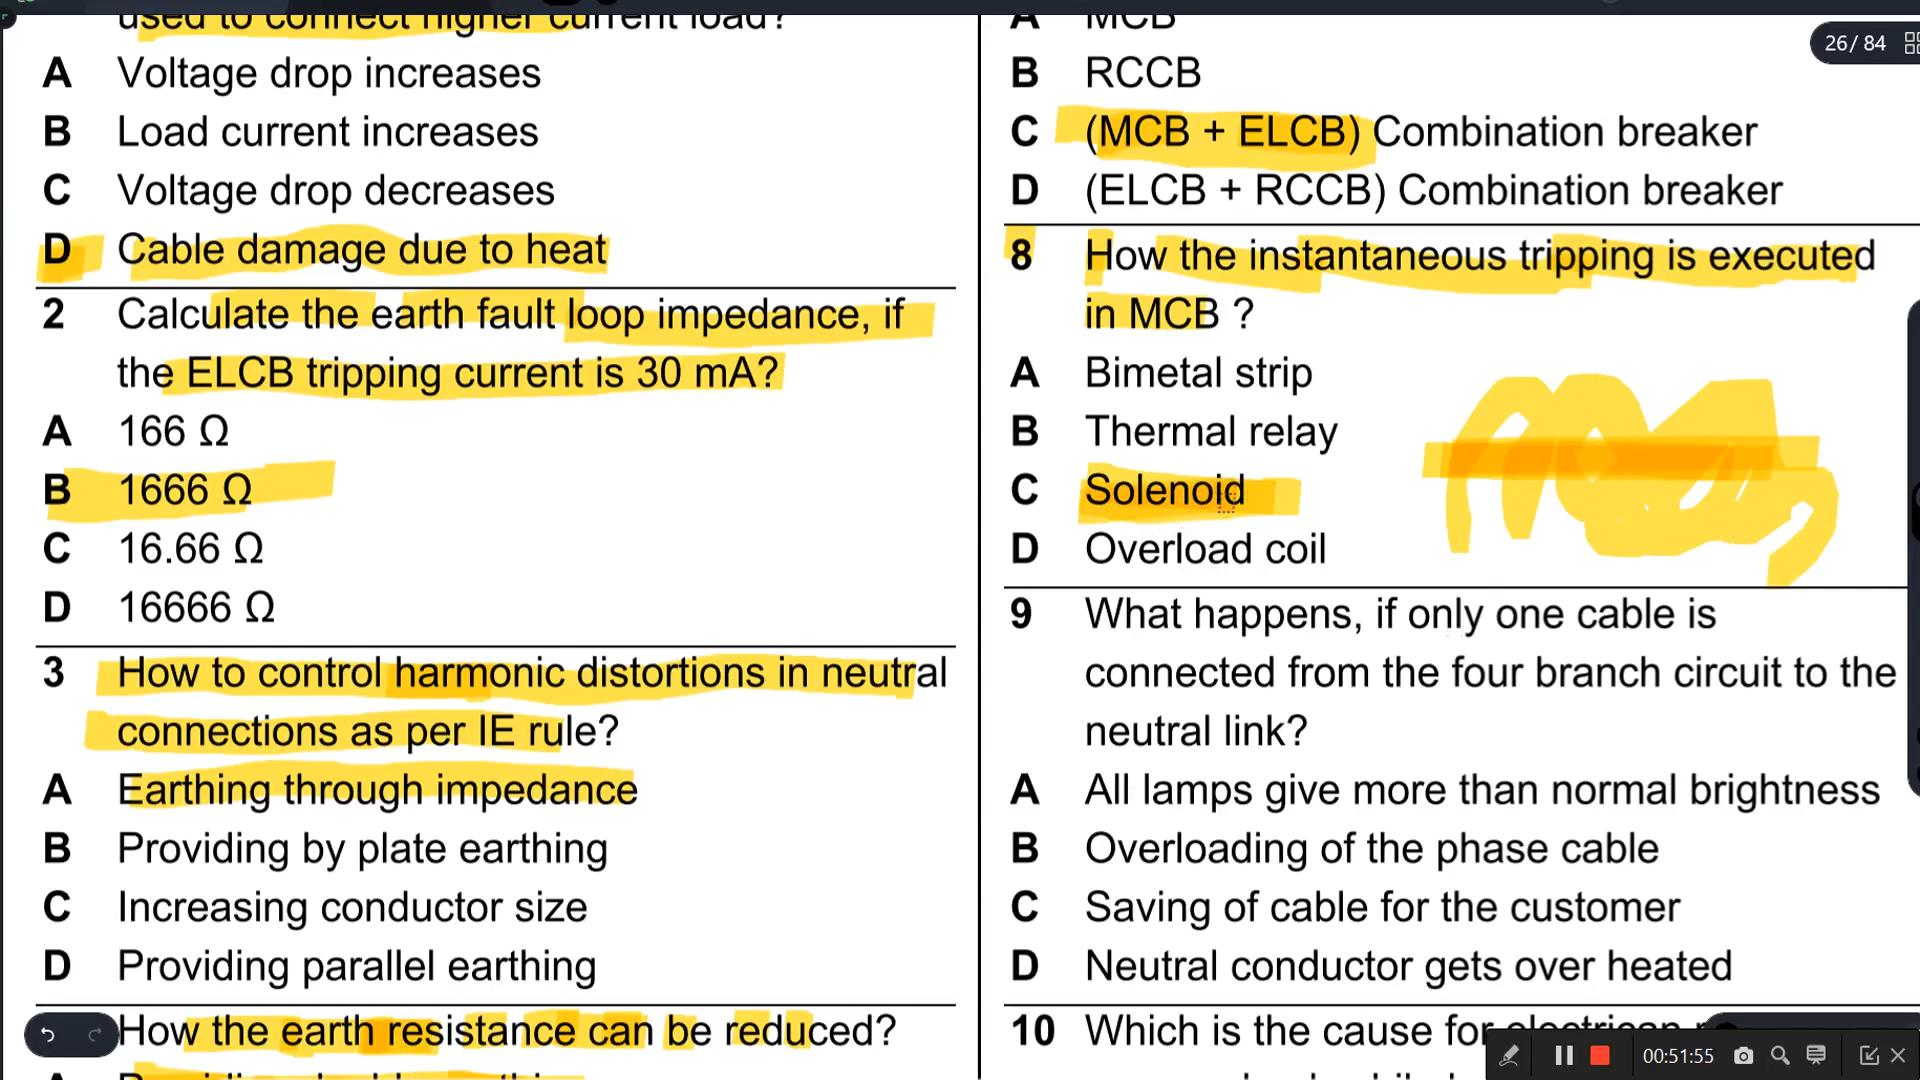 used to connect higher current load?
A Voltage drop increases
B Load current increases
C Voltage drop decreases
D Cable damage due to heat
2 Calculate the earth fault loop impedance, if
the ELCB tripping current is 30 mA?
A 166 Ω
B 1666 Ω
C 16.66 Ω
D 16666 Ω
3 How to control harmonic distortions in neutral
connections as per IE rule?
A Earthing through impedance
B Providing by plate earthing
C Increasing conductor size
D Providing parallel earthing
How the earth resistance can be reduced?
A MCB
B RCCB
C (MCB + ELCB) Combination breaker
D (ELCB + RCCB) Combination breaker
8 How the instantaneous tripping is executed
in MCB ?
A Bimetal strip
B Thermal relay
C Solenoid
D Overload coil
9 What happens, if only one cable is
connected from the four branch circuit to the
neutral link?
A All lamps give more than normal brightness
B Overloading of the phase cable
C Saving of cable for the customer
D Neutral conductor gets over heated
10 Which is the cause for
26/ 84
00:51:55